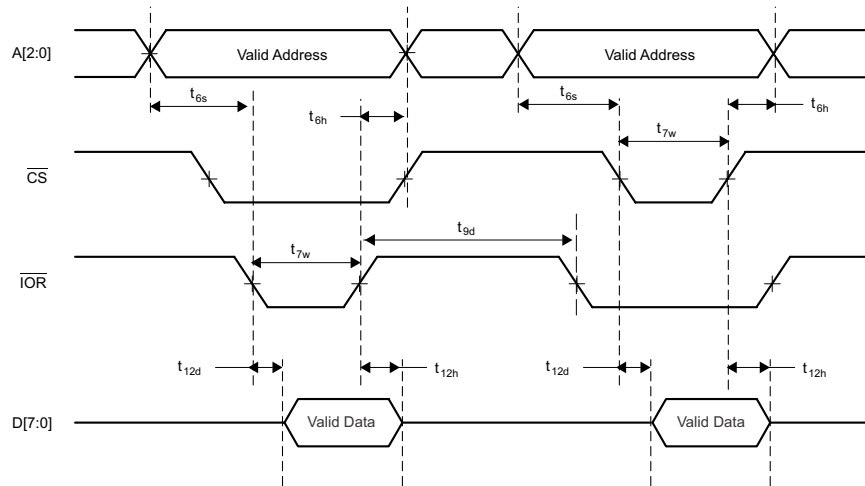 A[2:0]
Valid Address
Valid Address
t6s
t6h
t6s
t6h
t7w
CS
t9d
t7w
IOR
t12d
t12h
t12d
t12h
D[7:0]
Valid Data
Valid Data